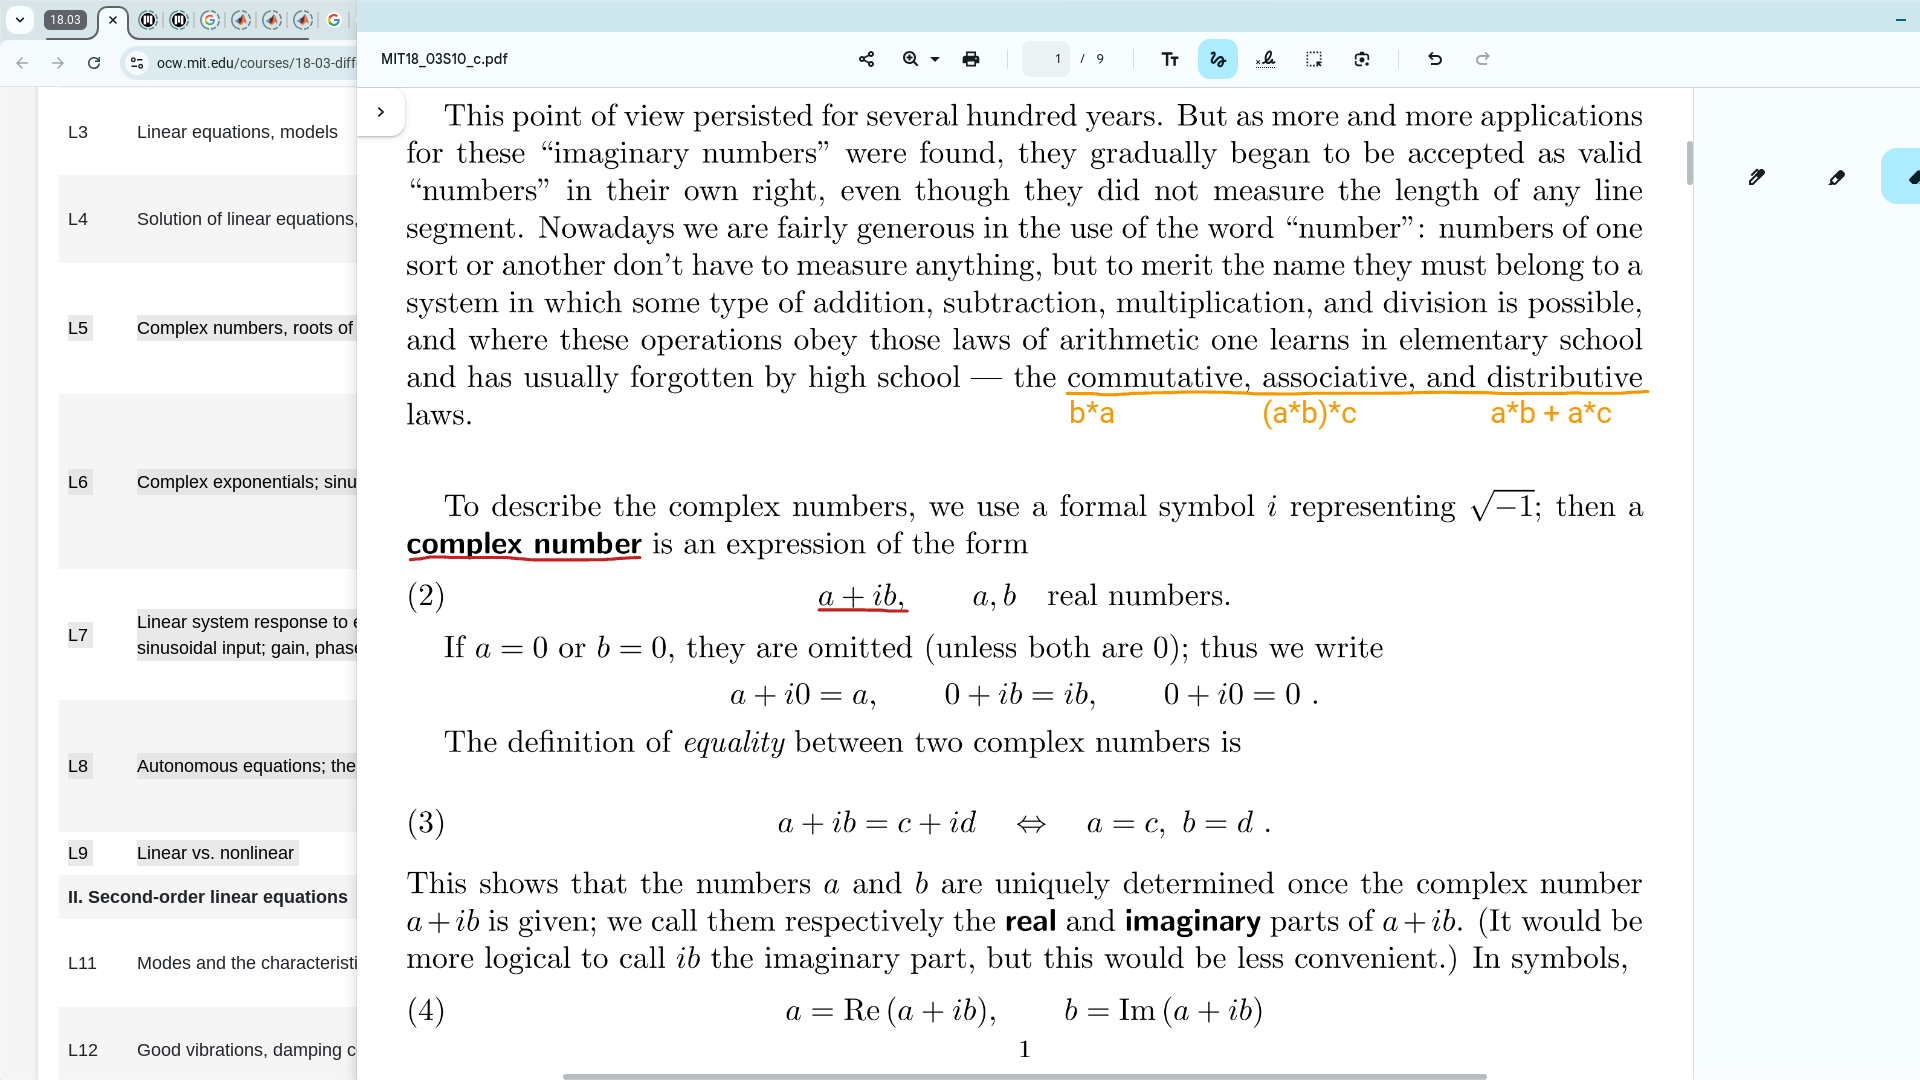 18.03
ocw.mit.edu/courses/18-03-diff
L3 Linear equations, models
L4 Solution of linear equations,
L5 Complex numbers, roots of
L6 Complex exponentials; sinu
L7 Linear system response to e
sinusoidal input; gain, phase
L8 Autonomous equations; the
L9 Linear vs. nonlinear
II. Second-order linear equations
L11 Modes and the characteristi
L12 Good vibrations, damping c
MIT18_03S10_c.pdf
1 / 9
This point of view persisted for several hundred years. But as more and more applications
for these “imaginary numbers” were found, they gradually began to be accepted as valid
“numbers” in their own right, even though they did not measure the length of any line
segment. Nowadays we are fairly generous in the use of the word “number”: numbers of one
sort or another don’t have to measure anything, but to merit the name they must belong to a
system in which some type of addition, subtraction, multiplication, and division is possible,
and where these operations obey those laws of arithmetic one learns in elementary school
and has usually forgotten by high school — the commutative, associative, and distributive
laws. b*a (a*b)*c a*b + a*c
To describe the complex numbers, we use a formal symbol i representing √−1; then a
complex number is an expression of the form
(2) a + ib, a, b real numbers.
If a = 0 or b = 0, they are omitted (unless both are 0); thus we write
a + i0 = a, 0 + ib = ib, 0 + i0 = 0 .
The definition of equality between two complex numbers is
(3) a + ib = c + id ⇔ a = c, b = d .
This shows that the numbers a and b are uniquely determined once the complex number
a + ib is given; we call them respectively the real and imaginary parts of a + ib. (It would be
more logical to call ib the imaginary part, but this would be less convenient.) In symbols,
(4) a = Re (a + ib), b = Im (a + ib)
1